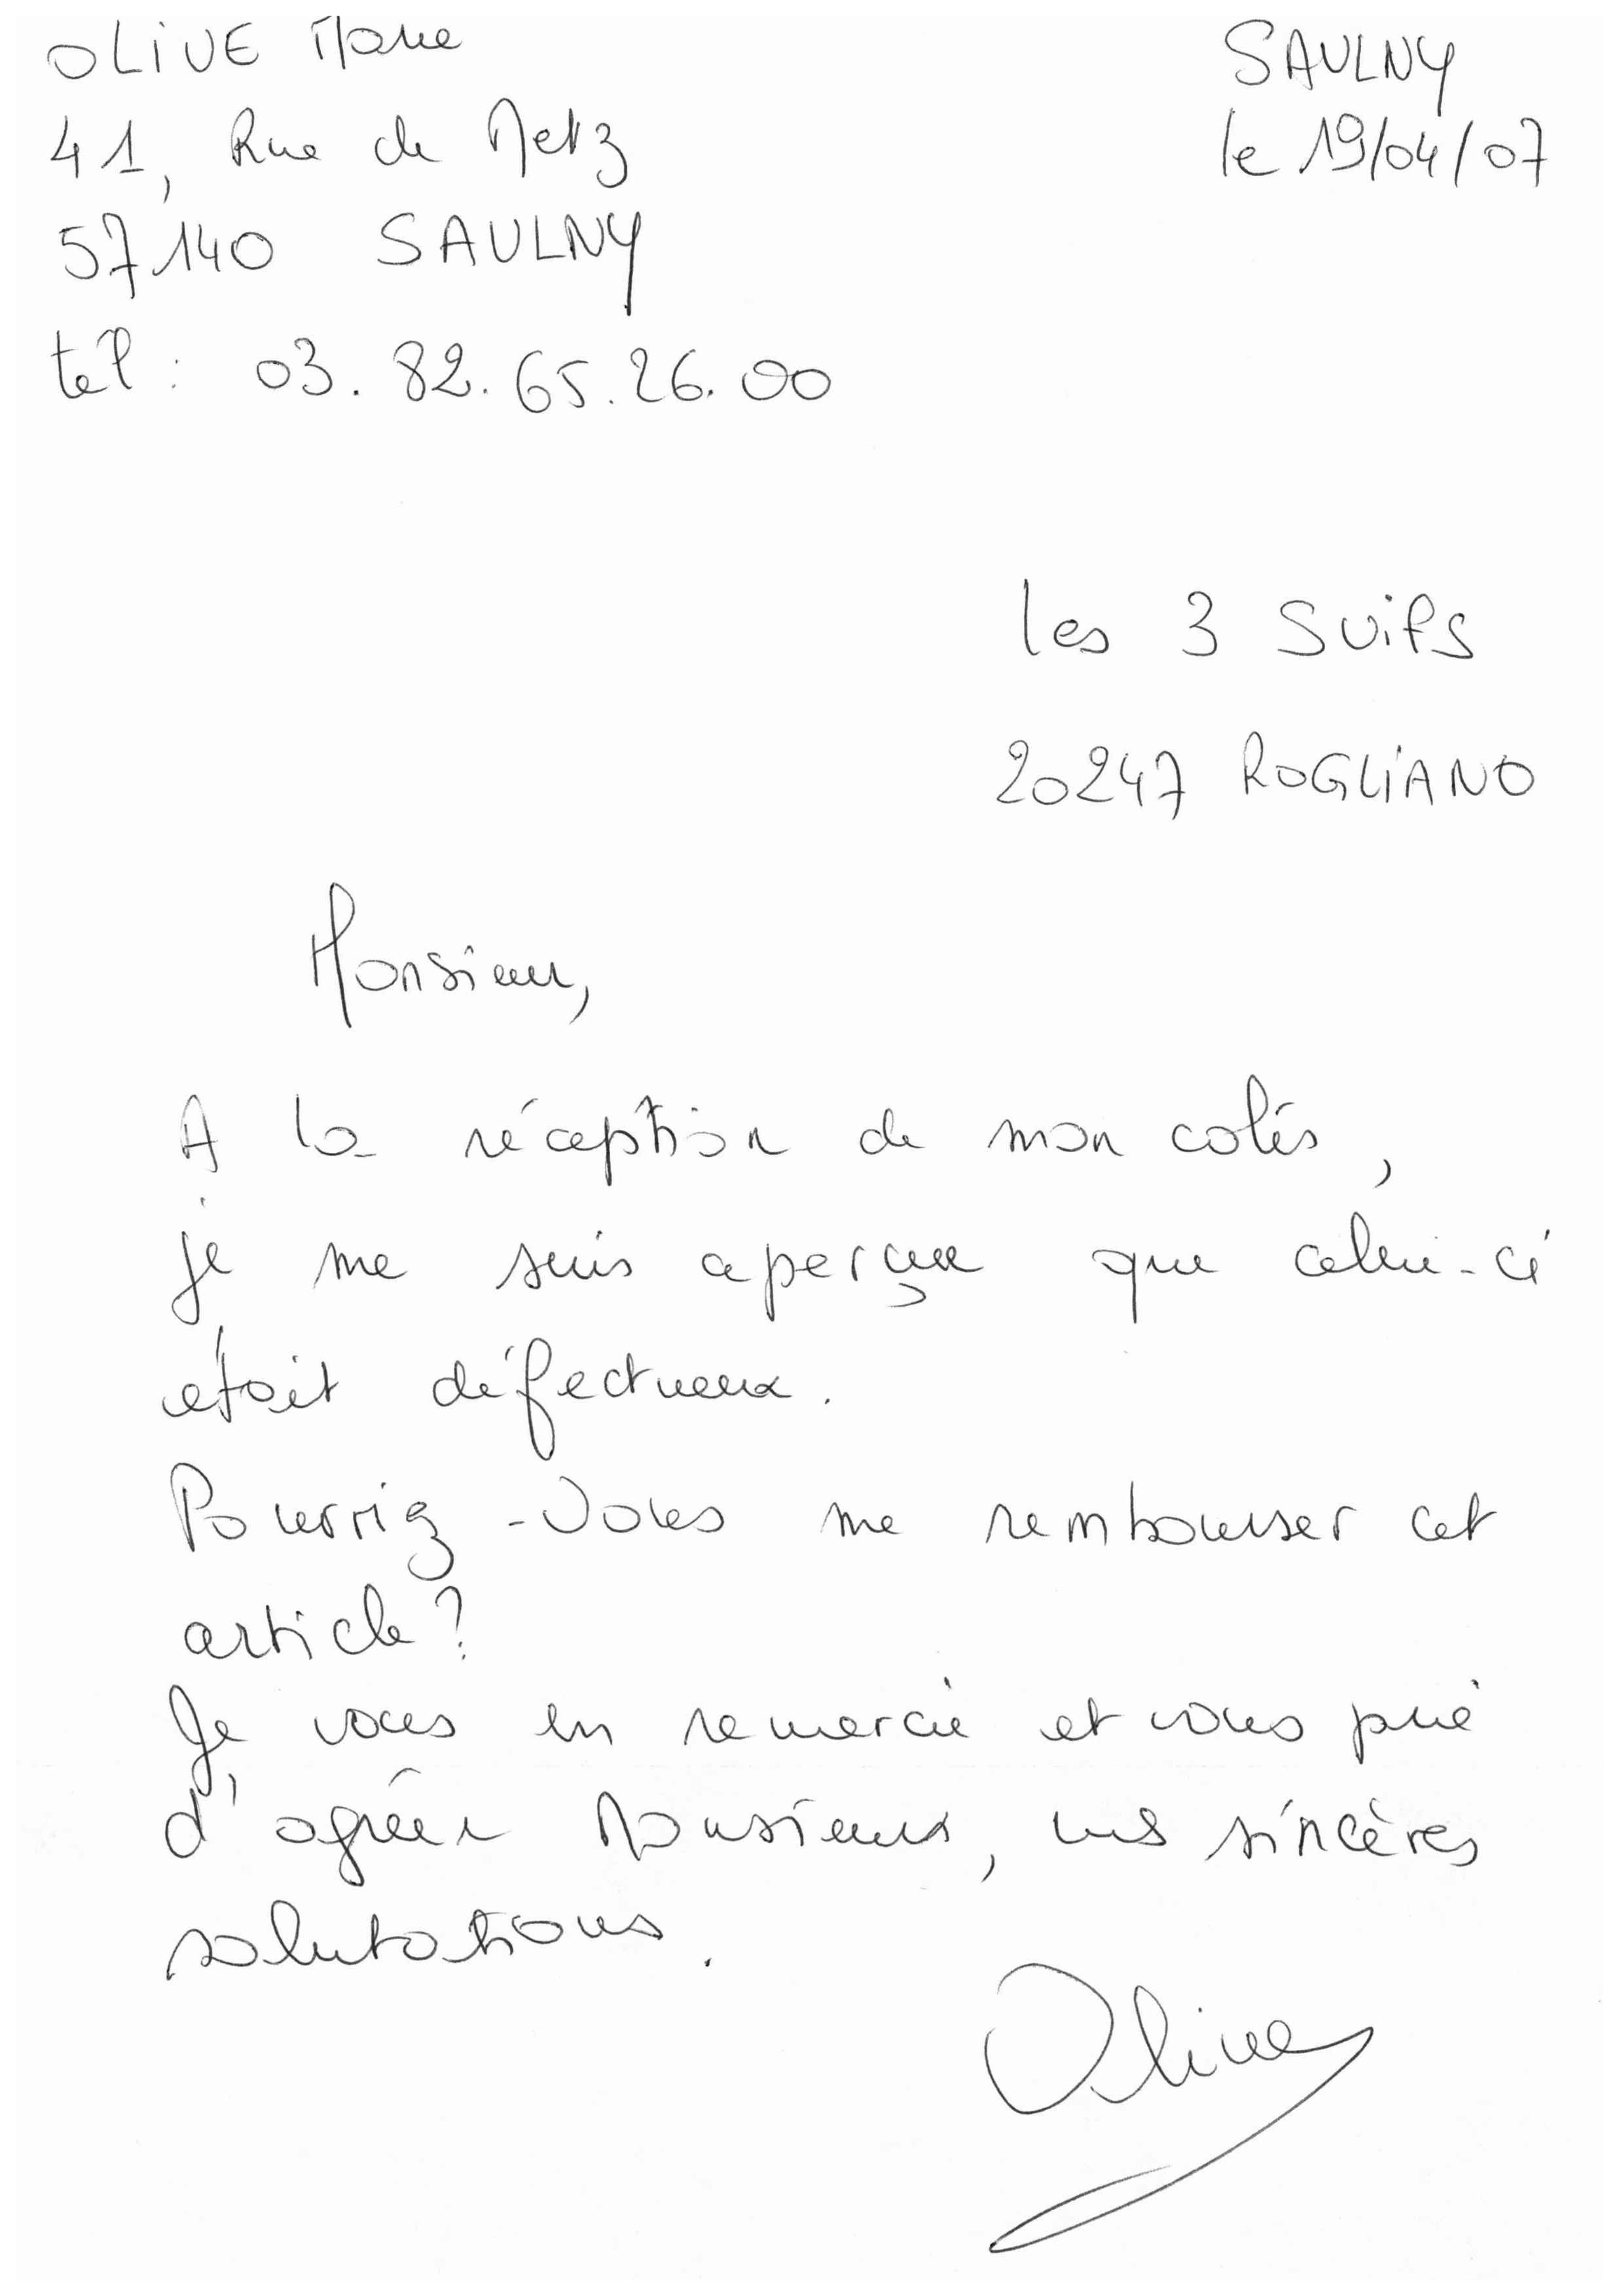 OLIVE Marie
SAULNY
41, Rue de Metz
le 19/04/07
57140 SAULNY
tél : 03.82.65.26.00
les 3 Suifs
20247 ROGLIANO
Monsieur,
A la réception de mon colis,
je me suis aperçue que celui-ci
était défectueux.
Pourriez-vous me rembourser cet
article?
Je vous en remercie et vous prie
d'agréer Monsieur, mes sincères
salutations.
Olive